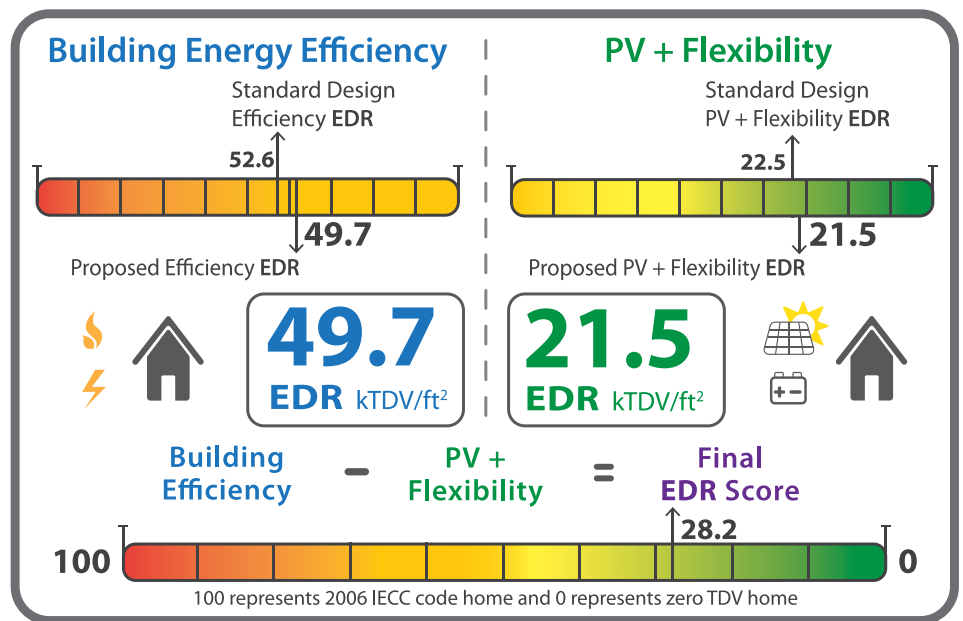 Building Energy Efficiency
Standard Design
Efficiency EDR
52.6
49.7
Proposed Efficiency EDR
49.7
EDR kTDV/ft²
PV + Flexibility
Standard Design
PV + Flexibility EDR
22.5
21.5
Proposed PV + Flexibility EDR
21.5
EDR kTDV/ft²
Building
Efficiency
-
PV +
Flexibility
=
Final
EDR Score
28.2
100
0
100 represents 2006 IECC code home and 0 represents zero TDV home